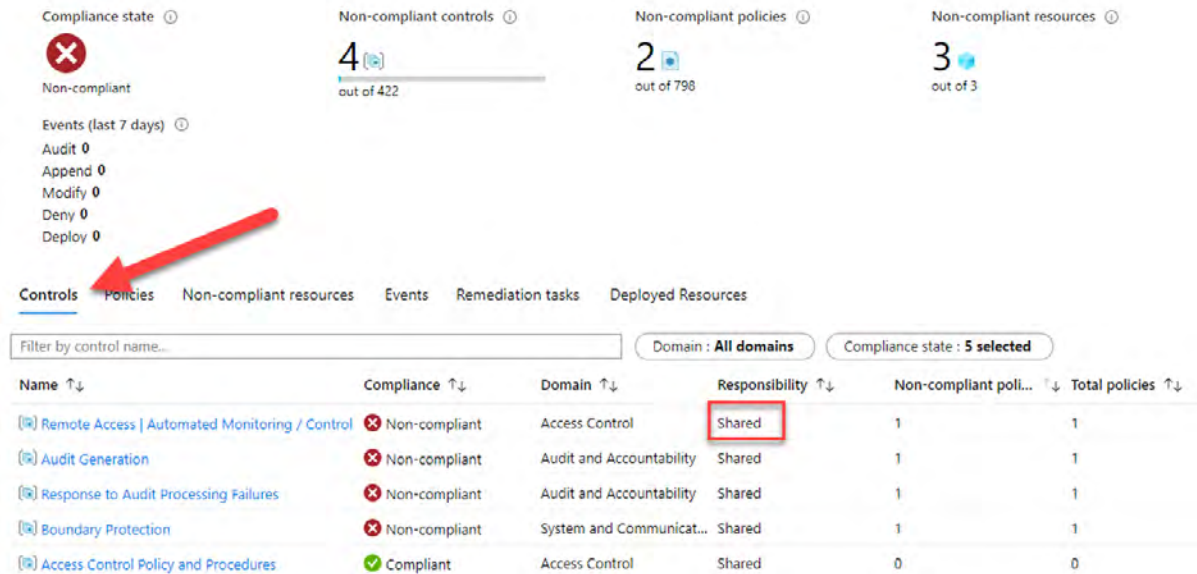 Compliance state Non-compliant controls Non-compliant policies Non-compliant resources
4 2 3
Non-compliant out of 422 out of 798 out of 3
Events (last 7 days)
Audit 0
Append 0
Modify 0
Deny 0
Deploy 0
Controls Policies Non-compliant resources Events Remediation tasks Deployed Resources
Filter by control name... Domain : All domains Compliance state : 5 selected
Name ↑↓ Compliance ↑↓ Domain ↑↓ Responsibility ↑↓ Non-compliant poli... ↑↓ Total policies ↑↓
Remote Access | Automated Monitoring / Control Non-compliant Access Control Shared 1 1
Audit Generation Non-compliant Audit and Accountability Shared 1 1
Response to Audit Processing Failures Non-compliant Audit and Accountability Shared 1 1
Boundary Protection Non-compliant System and Communicat... Shared 1 1
Access Control Policy and Procedures Compliant Access Control Shared 0 0